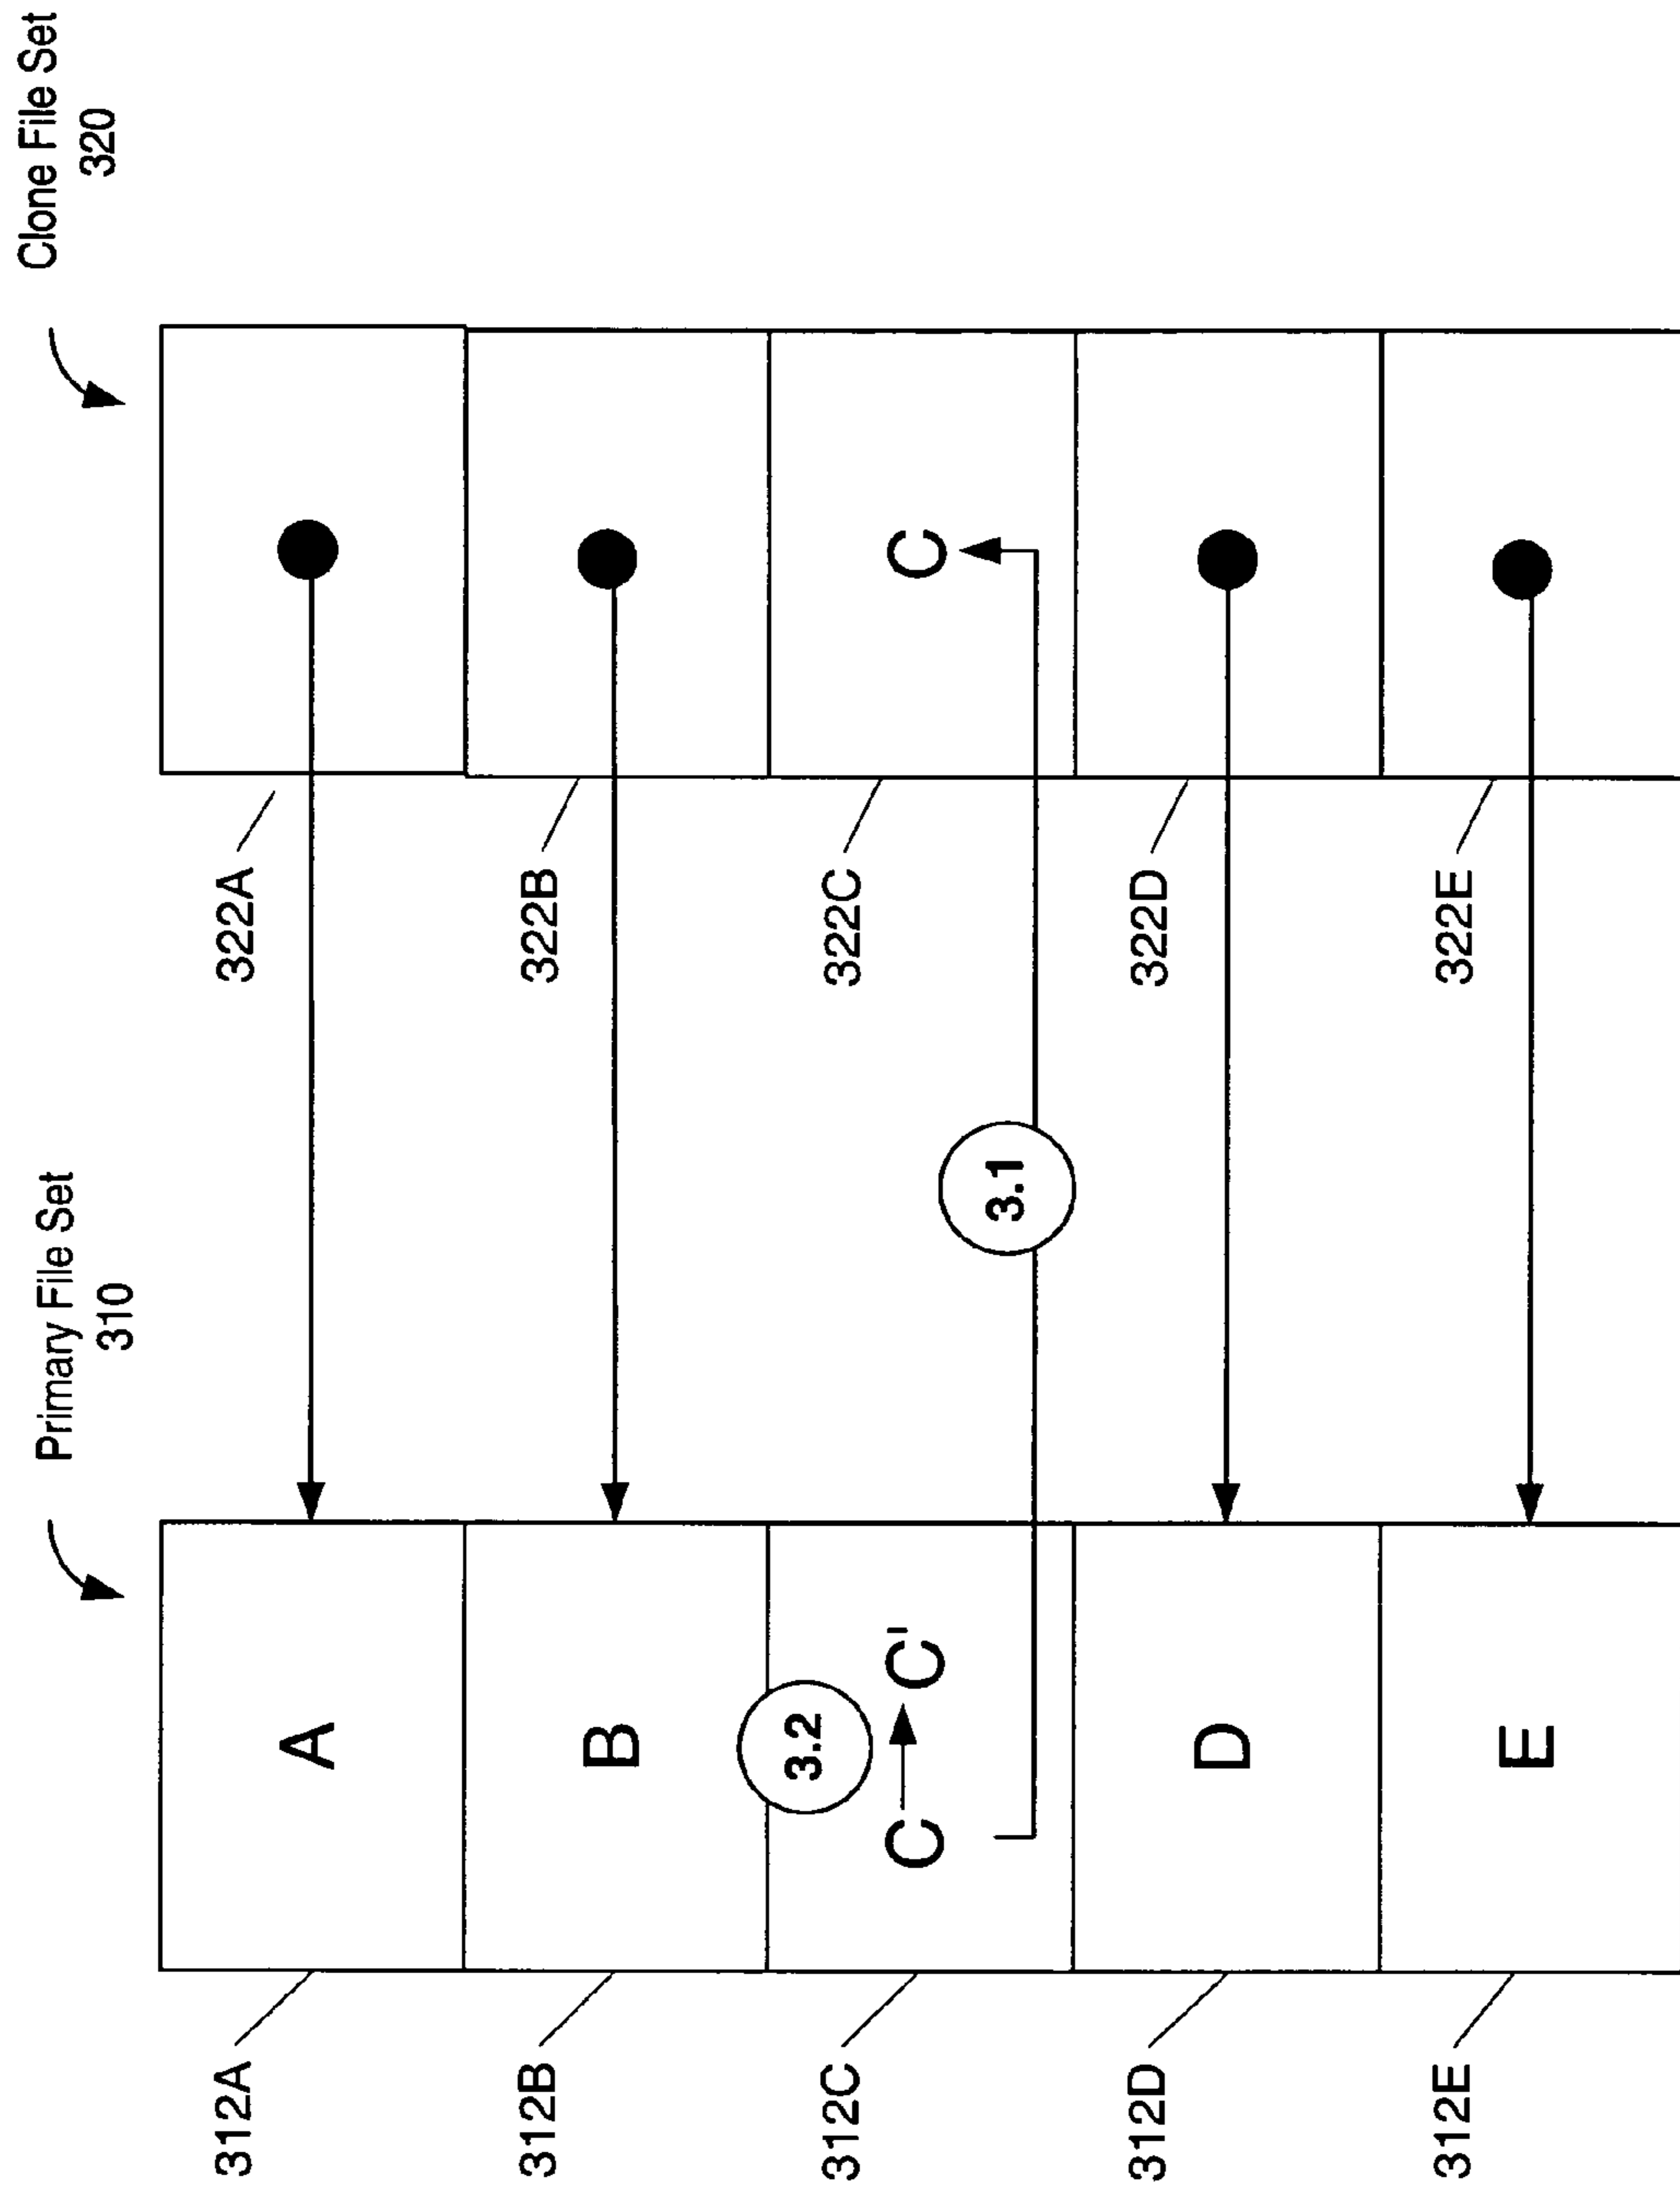 Primary File Set
310
Clone File Set
320
312A
A
322A
312B
B
322B
3.2
312C
C
C'
3.1
C
322C
312D
D
322D
312E
E
322E